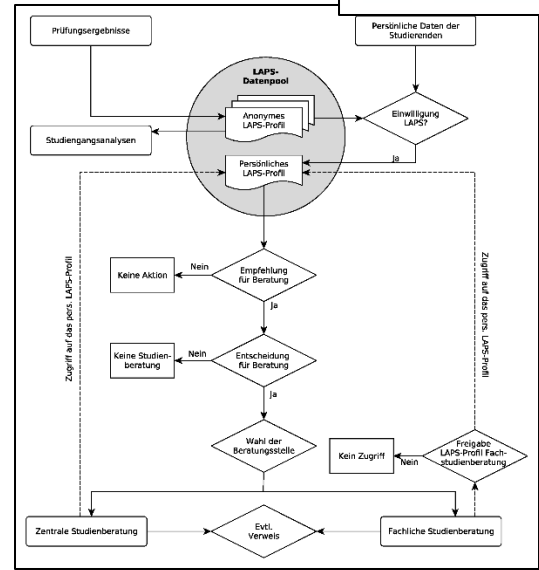 Prüfungsergebnisse
Persönliche Daten der
Studierenden
LAPS-
Datenpool
Anonymes
LAPS-Profil
Einwilligung
LAPS?
Studiengangsanalysen
Ja
Persönliches
LAPS-Profil
Zugriff auf das pers. LAPS-Profil
Zugriff auf das pers. LAPS-Profil
Keine Aktion
Nein
Empfehlung
für Beratung
Ja
Keine Studien-
beratung
Nein
Entscheidung
für Beratung
Ja
Wahl der
Beratungsstelle
Kein Zugriff
Nein
Freigabe
LAPS-Profil Fach-
studienberatung
Zentrale Studienberatung
Evtl.
Verweis
Fachliche Studienberatung